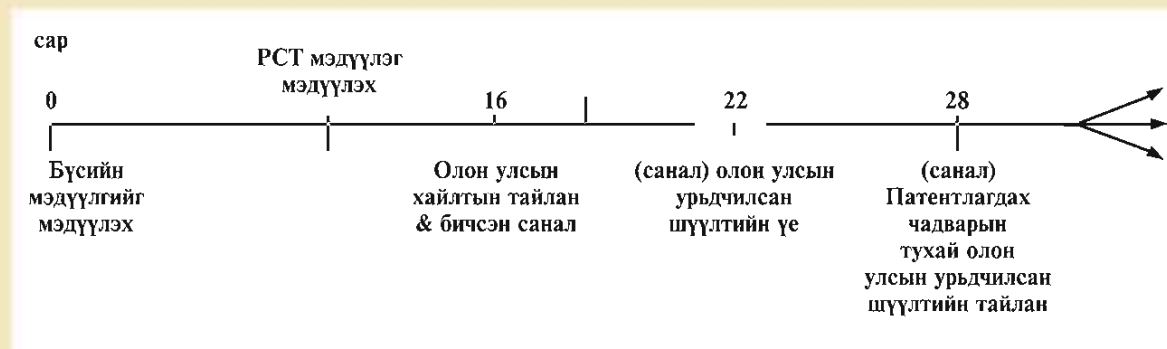 сар
РСТ мэдүүлэг
мэдүүлэх
0
16
22
28
Бүсийн
мэдүүлгийг
мэдүүлэх
Олон улсын
хайлтын тайлан
& бичсэн санал
(санал) олон улсын
урьдчилсан
шүүлтийн үе
(санал)
Патентлагдах
чадварын
тухай олон
улсын урьдчилсан
шүүлтийн тайлан